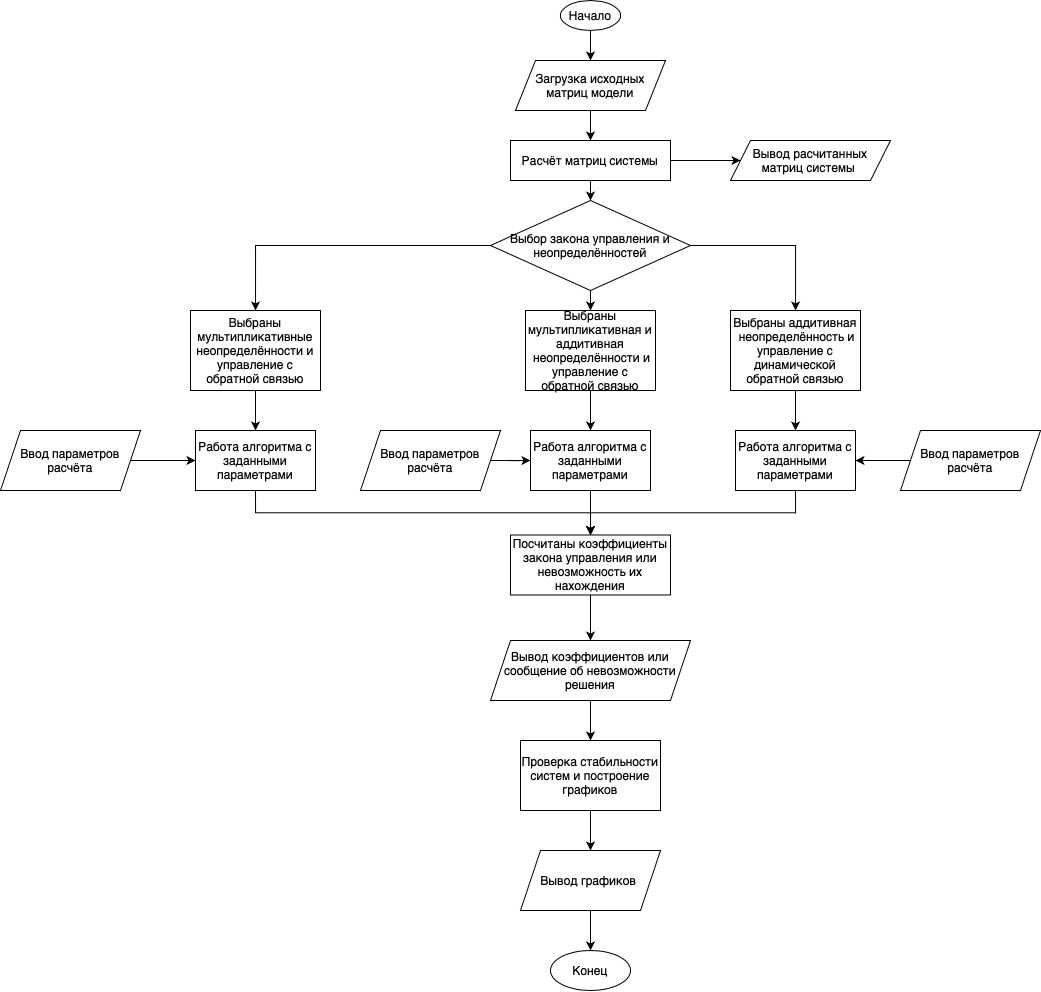 Начало
Загрузка исходных
матриц модели
Расчёт матриц системы
Вывод расчитанных
матриц системы
Выбор закона управления и
неопределённостей
Выбраны
мультипликативные
неопределённости и
управление с
обратной связью
Выбраны
мультипликативная и
аддитивная
неопределённости и
управление с
обратной связью
Выбраны аддитивная
неопределённость и
управление с
динамической
обратной связью
Ввод параметров
расчёта
Работа алгоритма с
заданными
параметрами
Ввод параметров
расчёта
Работа алгоритма с
заданными
параметрами
Работа алгоритма с
заданными
параметрами
Ввод параметров
расчёта
Посчитаны коэффициенты
закона управления или
невозможность их
нахождения
Вывод коэффициентов или
сообщение об невозможности
решения
Проверка стабильности
систем и построение
графиков
Вывод графиков
Конец